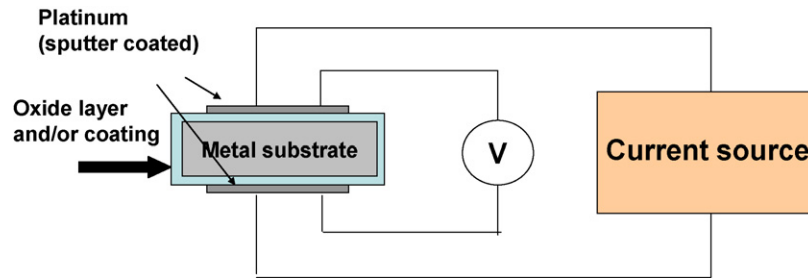 Platinum
(sputter coated)
Oxide layer
and/or coating
Metal substrate
V
Current source